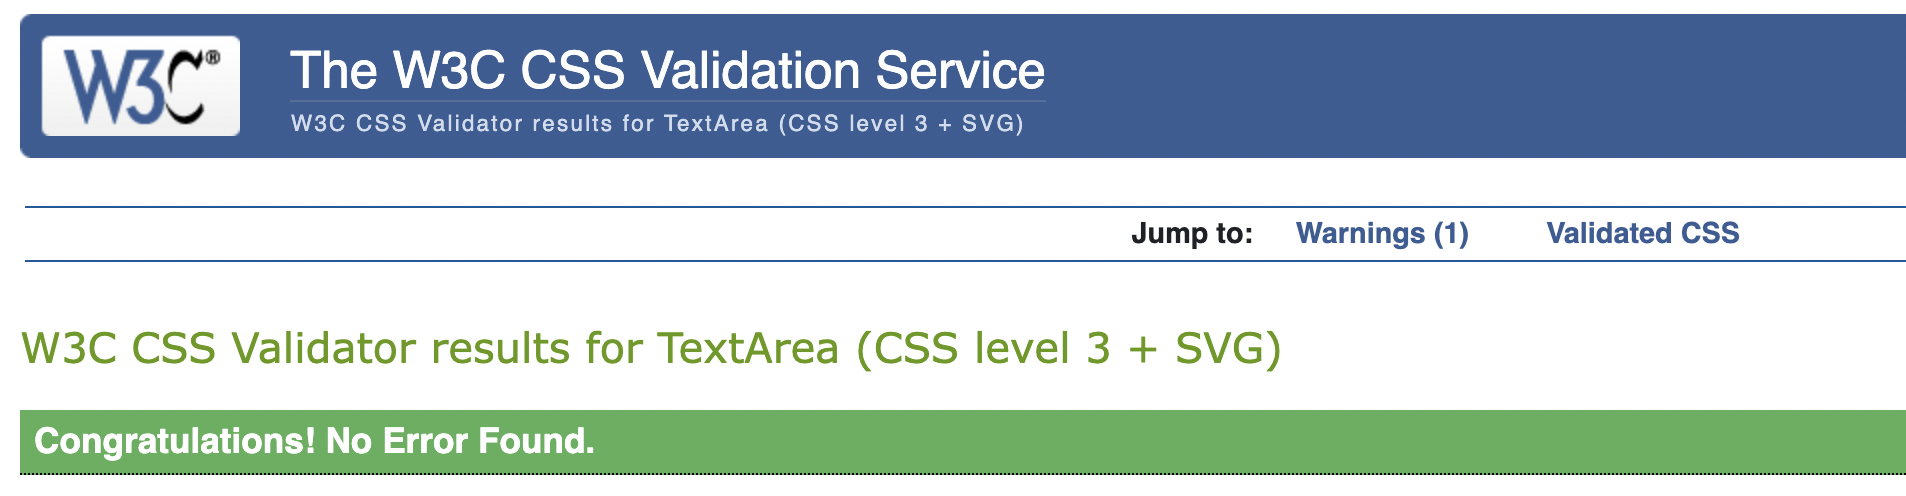 W3C®
The W3C CSS Validation Service
W3C CSS Validator results for TextArea (CSS level 3 + SVG)
Jump to: Warnings (1) Validated CSS
W3C CSS Validator results for TextArea (CSS level 3 + SVG)
Congratulations! No Error Found.